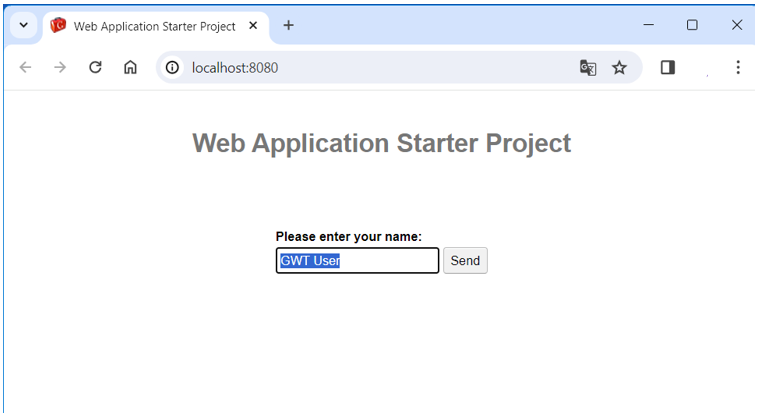 Web Application Starter Project
localhost:8080
Web Application Starter Project
Please enter your name:
GWT User Send